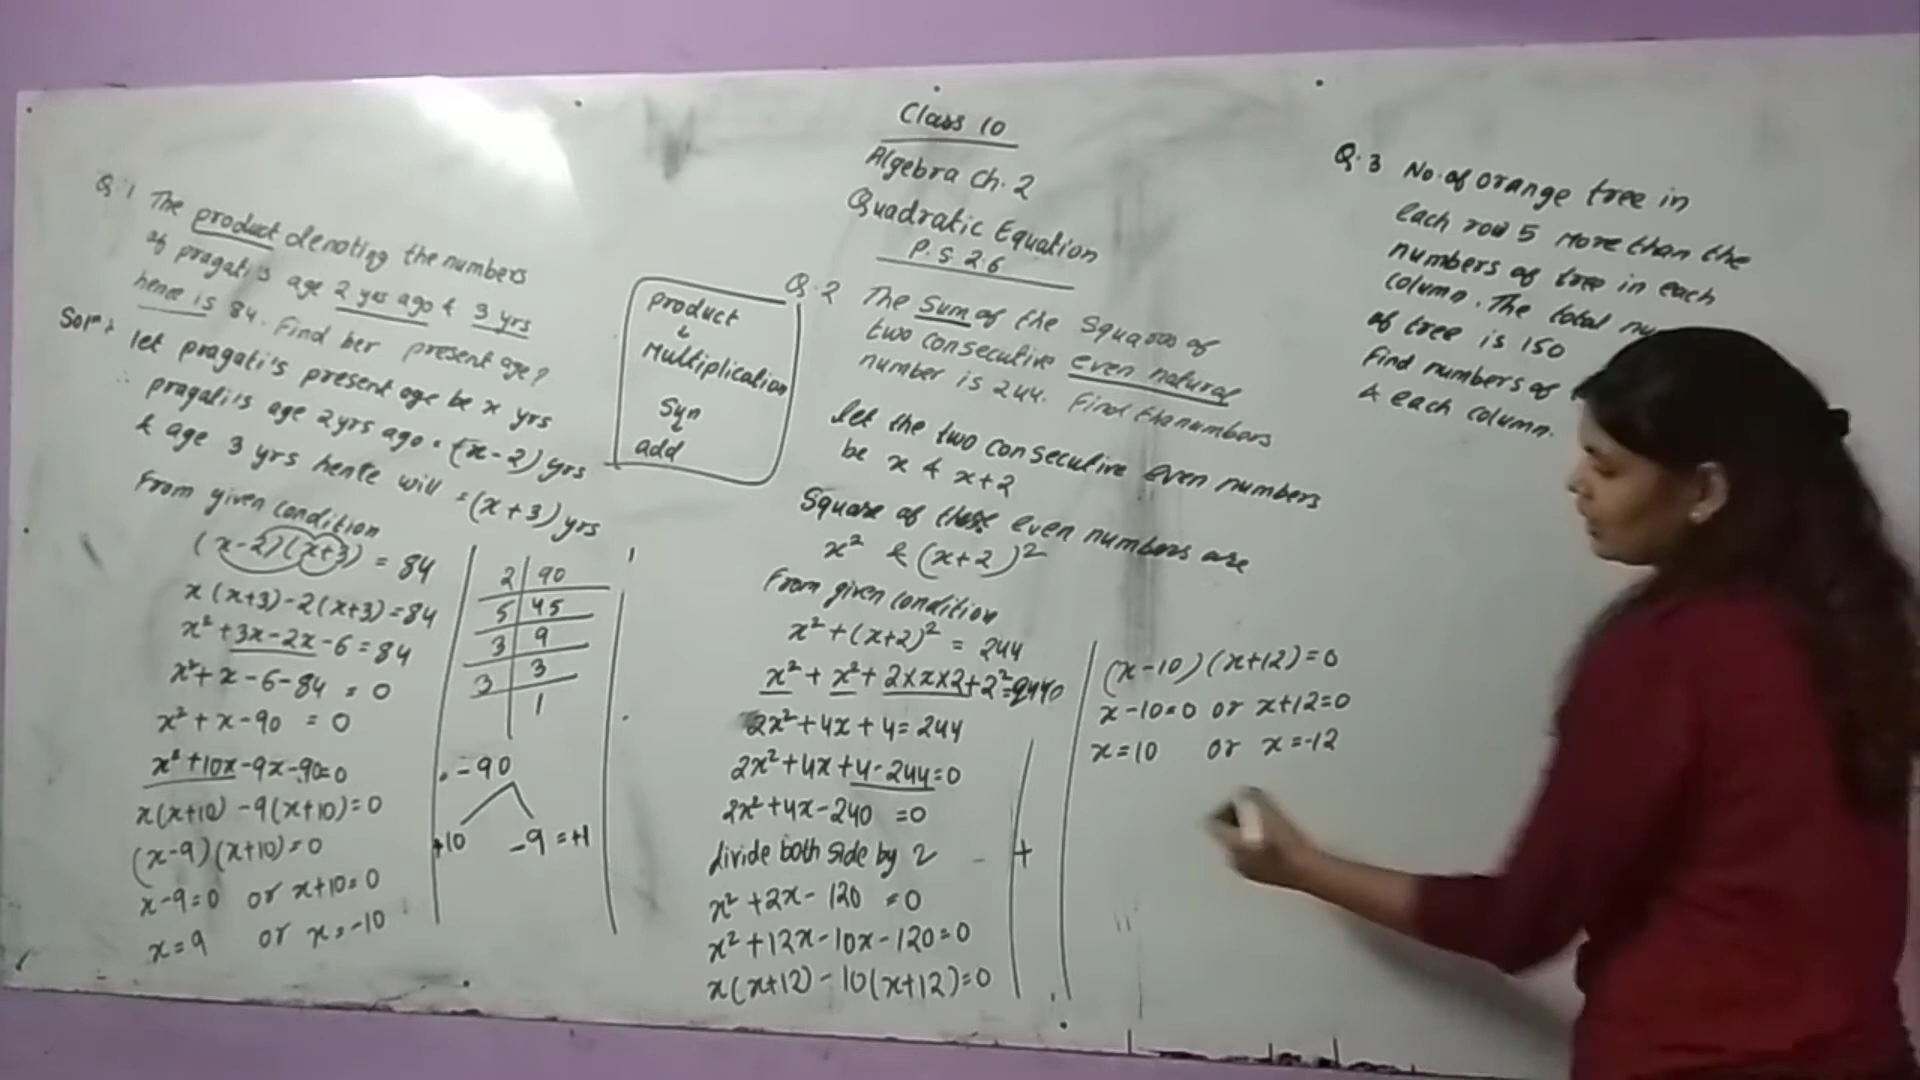 Class 10
Algebra Ch. 2
Quadratic Equation
P.S 2.6
Q.1 The product denoting the numbers
of pragati's age 2 yrs ago & 3 yrs
hence is 84. Find her present age?
Soln: let pragati's present age be x yrs
∴ pragati's age 2yrs ago = (x-2) yrs
& age 3 yrs hence will = (x+3) yrs
From given condition
(x-2)(x+3) = 84
x(x+3)-2(x+3)=84
x²+3x-2x-6=84
x²+x-6-84 = 0
x²+x-90 = 0
x²+10x-9x-90=0
x(x+10)-9(x+10)=0
(x-9)(x+10)=0
x-9=0 or x+10=0
x=9 or x=-10
2 | 90
5 | 45
3 | 9
3 | 3
1
-90
+10 -9 = +1
product
↓
Multiplication
Sum
↓
add
Q.2 The Sum of the Squares of
two consecutive even natural
number is 244. Find the numbers
let the two consecutive even numbers
be x & x+2
Square of these even numbers are
x² & (x+2)²
From given condition
x²+(x+2)² = 244
x²+x²+2×x×2+2²=244
2x²+4x+4=244
2x²+4x+4-244=0
2x²+4x-240 =0
divide both side by 2
x²+2x-120 =0
x²+12x-10x-120=0
x(x+12)-10(x+12)=0
- +
(x-10)(x+12)=0
x-10=0 or x+12=0
x=10 or x=-12
Q.3 No. of orange tree in
each row 5 More than the
numbers of tree in each
column. The total
of tree is 150
Find numbers of
& each column.